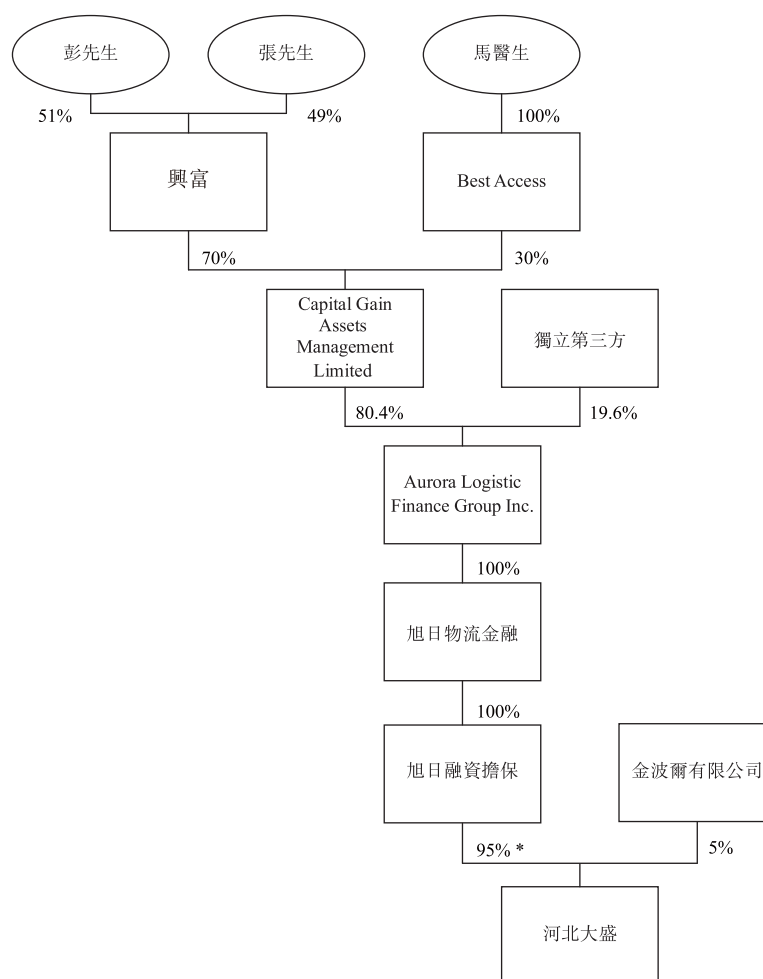 彭先生
張先生
馬醫生
51%
49%
100%
興富
Best Access
70%
30%
Capital Gain
Assets
Management
Limited
獨立第三方
80.4%
19.6%
Aurora Logistic
Finance Group Inc.
100%
旭日物流金融
100%
旭日融資擔保
金波爾有限公司
95% *
5%
河北大盛